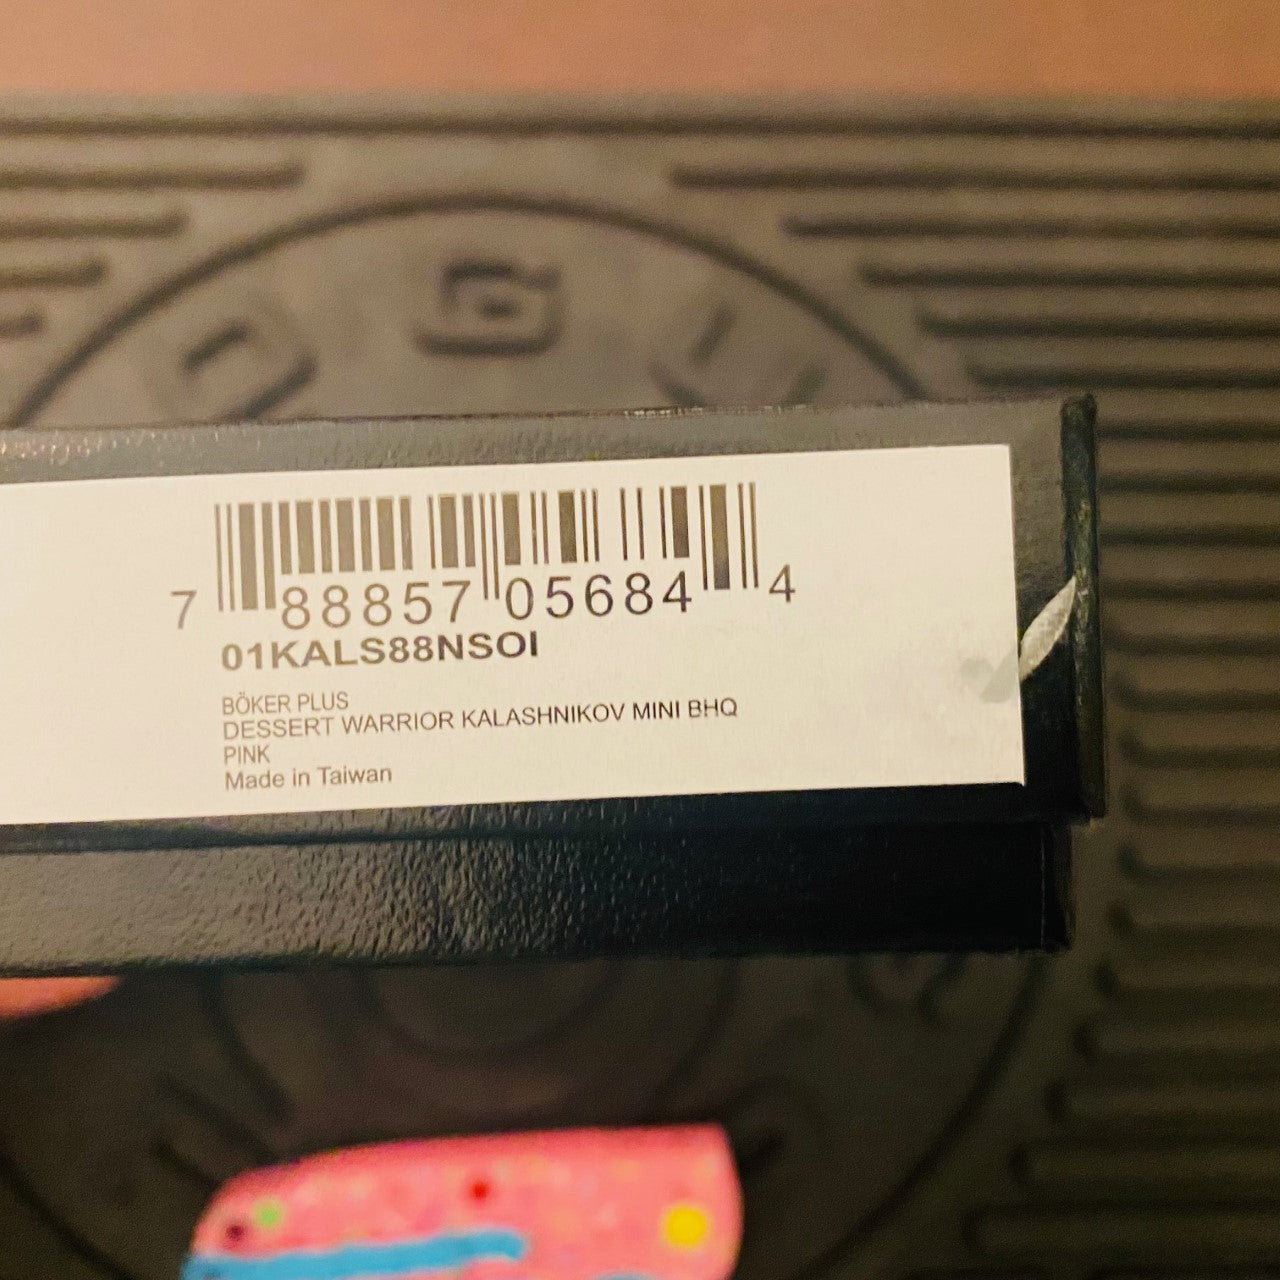 7 88857 05684 4
01KALS88NSOI
BÖKER PLUS
DESSERT WARRIOR KALASHNIKOV MINI BHQ
PINK
Made in Taiwan